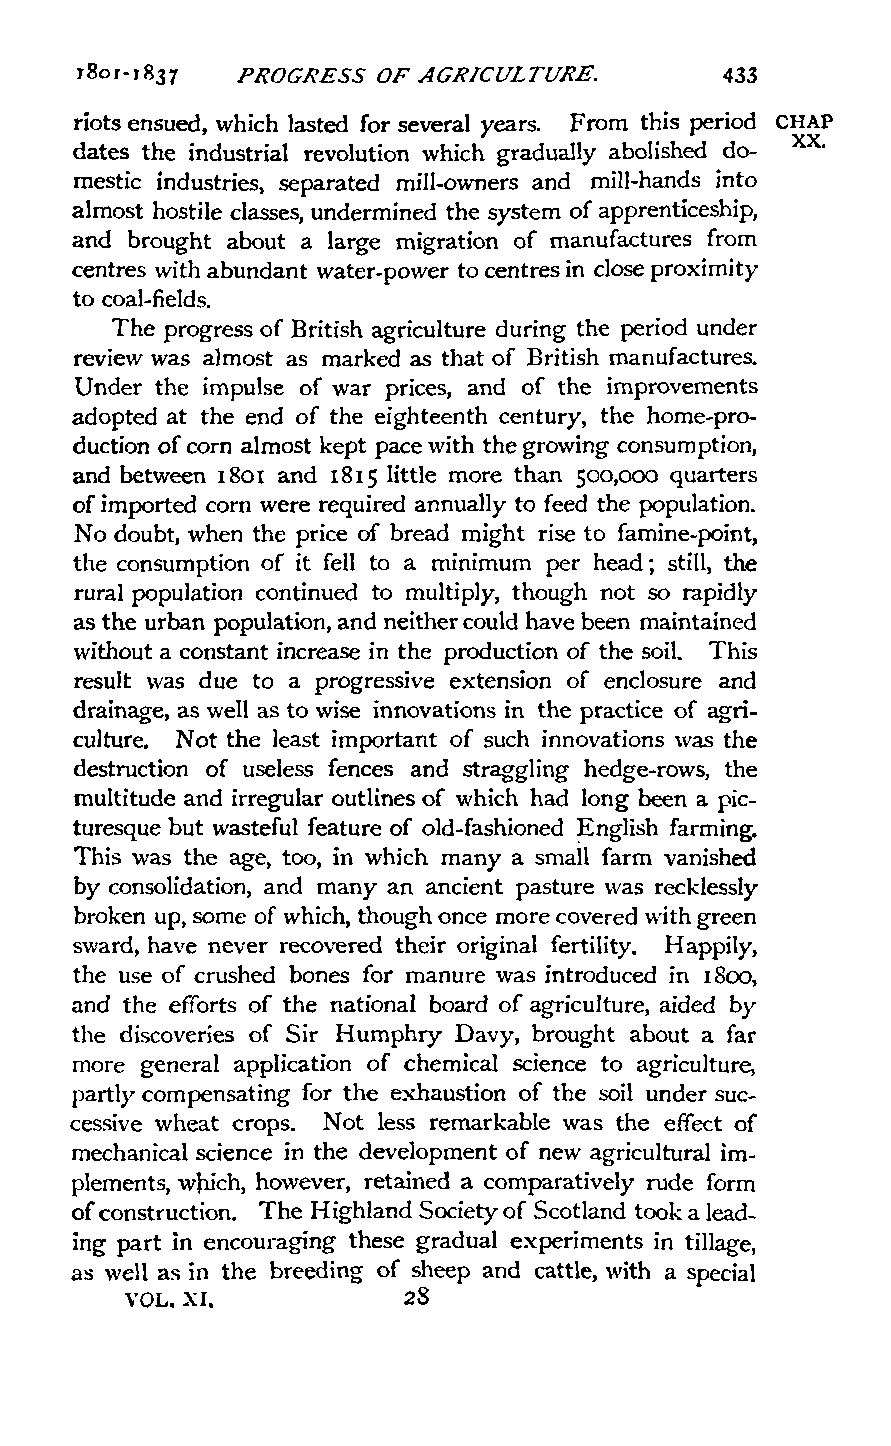 1801-1837 PROGRESS OF AGRICULTURE. 433
riots ensued, which lasted for several years. From this period CHAP
dates the industrial revolution which gradually abolished do- XX.
mestic industries, separated mill-owners and mill-hands into
almost hostile classes, undermined the system of apprenticeship,
and brought about a large migration of manufactures from
centres with abundant water-power to centres in close proximity
to coal-fields.
The progress of British agriculture during the period under
review was almost as marked as that of British manufactures.
Under the impulse of war prices, and of the improvements
adopted at the end of the eighteenth century, the home-pro-
duction of corn almost kept pace with the growing consumption,
and between 1801 and 1815 little more than 500,000 quarters
of imported corn were required annually to feed the population.
No doubt, when the price of bread might rise to famine-point,
the consumption of it fell to a minimum per head; still, the
rural population continued to multiply, though not so rapidly
as the urban population, and neither could have been maintained
without a constant increase in the production of the soil. This
result was due to a progressive extension of enclosure and
drainage, as well as to wise innovations in the practice of agri-
culture. Not the least important of such innovations was the
destruction of useless fences and straggling hedge-rows, the
multitude and irregular outlines of which had long been a pic-
turesque but wasteful feature of old-fashioned English farming.
This was the age, too, in which many a small farm vanished
by consolidation, and many an ancient pasture was recklessly
broken up, some of which, though once more covered with green
sward, have never recovered their original fertility. Happily,
the use of crushed bones for manure was introduced in 1800,
and the efforts of the national board of agriculture, aided by
the discoveries of Sir Humphry Davy, brought about a far
more general application of chemical science to agriculture,
partly compensating for the exhaustion of the soil under suc-
cessive wheat crops. Not less remarkable was the effect of
mechanical science in the development of new agricultural im-
plements, which, however, retained a comparatively rude form
of construction. The Highland Society of Scotland took a lead-
ing part in encouraging these gradual experiments in tillage,
as well as in the breeding of sheep and cattle, with a special
VOL. XI. 28